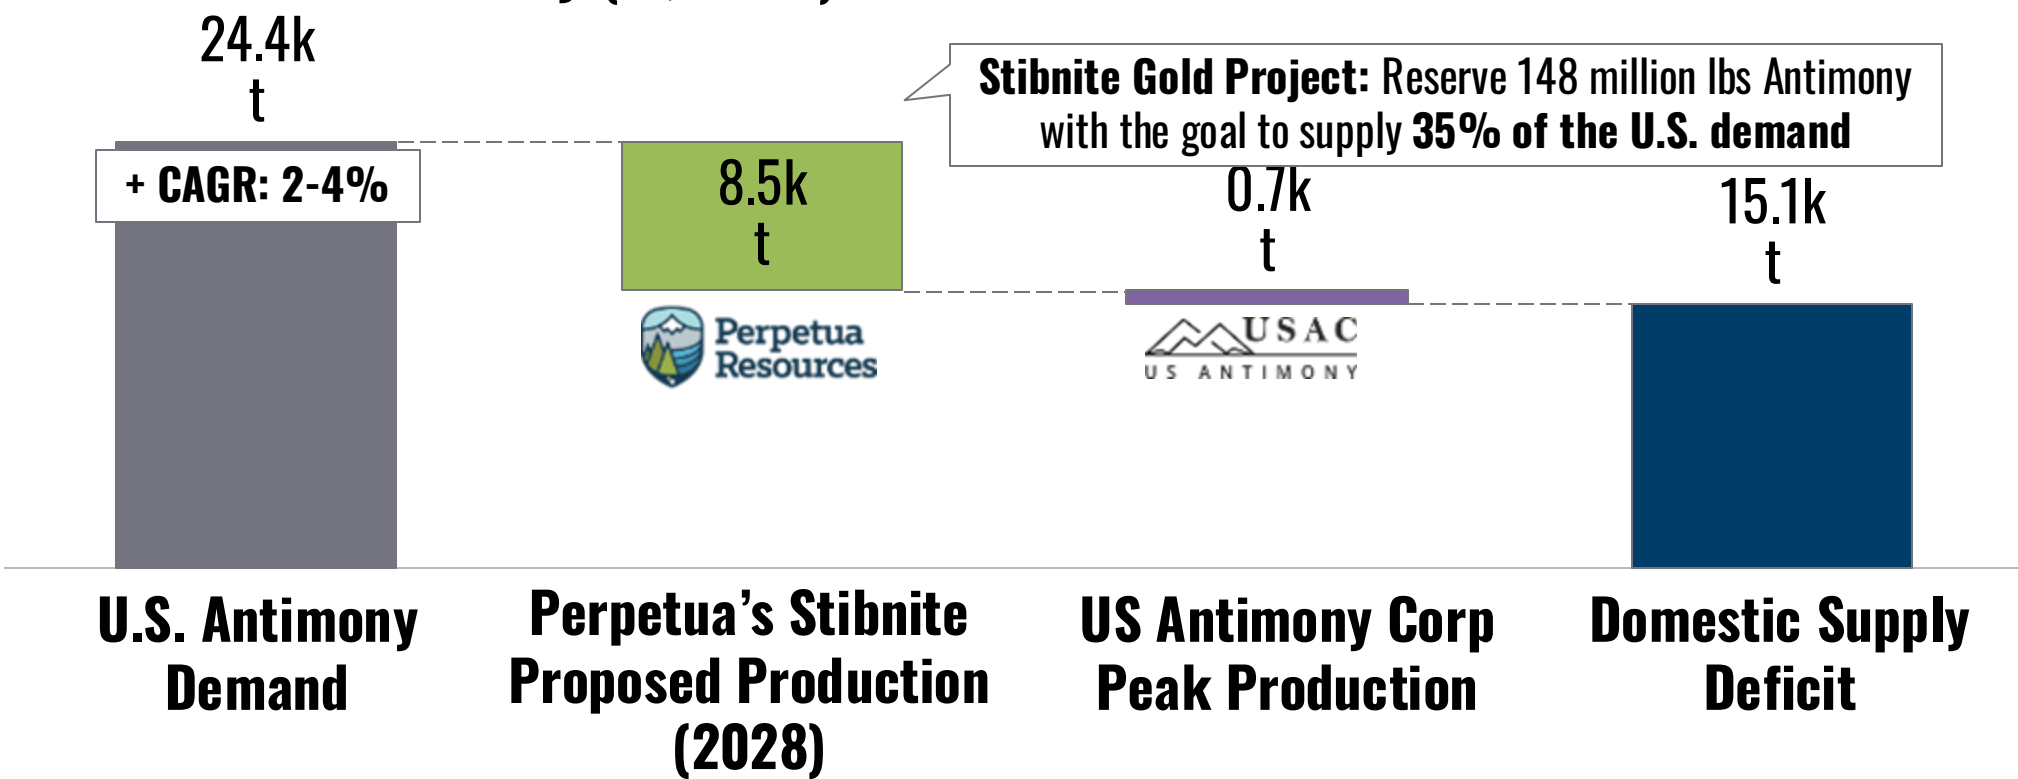 24.4k
t
Stibnite Gold Project: Reserve 148 million lbs Antimony
with the goal to supply 35% of the U.S. demand
+ CAGR: 2-4%
8.5k
t
0.7k
t
15.1k
t
Perpetua
Resources
USAC
US ANTIMONY
U.S. Antimony
Demand
Perpetua’s Stibnite
Proposed Production
(2028)
US Antimony Corp
Peak Production
Domestic Supply
Deficit